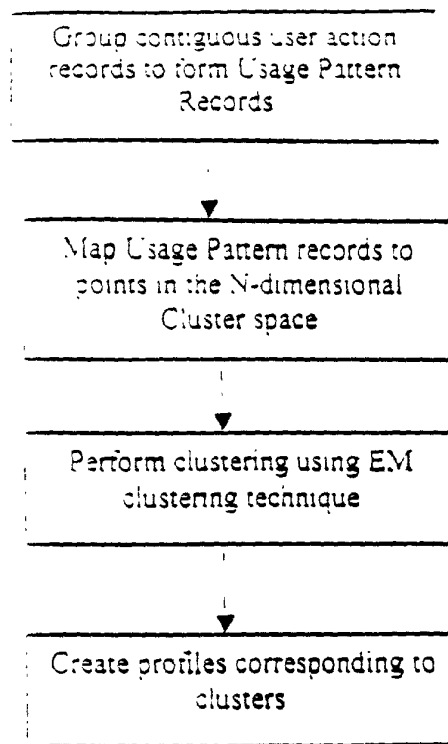 Group contiguous user action
records to form Usage Pattern
Records
Map Usage Pattern records to
points in the N-dimensional
Cluster space
Perform clustering using EM
clustering technique
Create profiles corresponding to
clusters